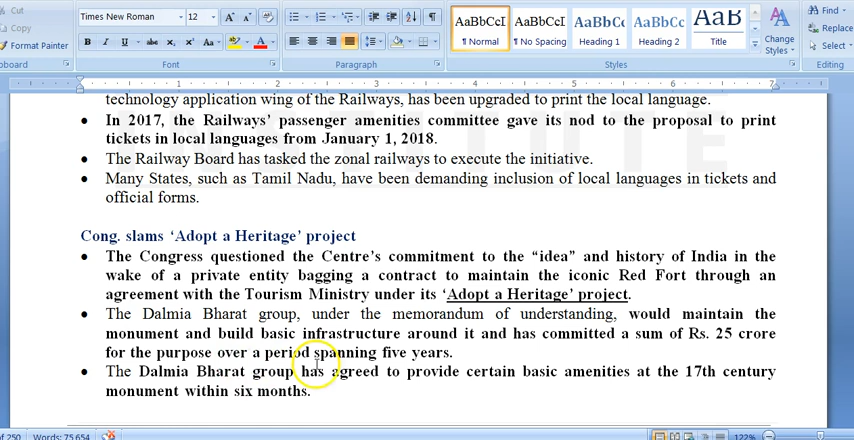 Cut
Copy
Format Painter
board
Times New Roman
12
Font
Paragraph
AaBbCcI
¶ Normal
AaBbCcI
¶ No Spacing
AaBbCc
Heading 1
AaBbCc
Heading 2
AaB
Title
Change
Styles
Styles
Find
Replace
Select
Editing
1 2 3 4 5 6 7
technology application wing of the Railways, has been upgraded to print the local language.
• In 2017, the Railways’ passenger amenities committee gave its nod to the proposal to print
tickets in local languages from January 1, 2018.
• The Railway Board has tasked the zonal railways to execute the initiative.
• Many States, such as Tamil Nadu, have been demanding inclusion of local languages in tickets and
official forms.
Cong. slams ‘Adopt a Heritage’ project
• The Congress questioned the Centre’s commitment to the “idea” and history of India in the
wake of a private entity bagging a contract to maintain the iconic Red Fort through an
agreement with the Tourism Ministry under its ‘Adopt a Heritage’ project.
• The Dalmia Bharat group, under the memorandum of understanding, would maintain the
monument and build basic infrastructure around it and has committed a sum of Rs. 25 crore
for the purpose over a period spanning five years.
• The Dalmia Bharat group has agreed to provide certain basic amenities at the 17th century
monument within six months.
of 250 Words: 75,654 122%